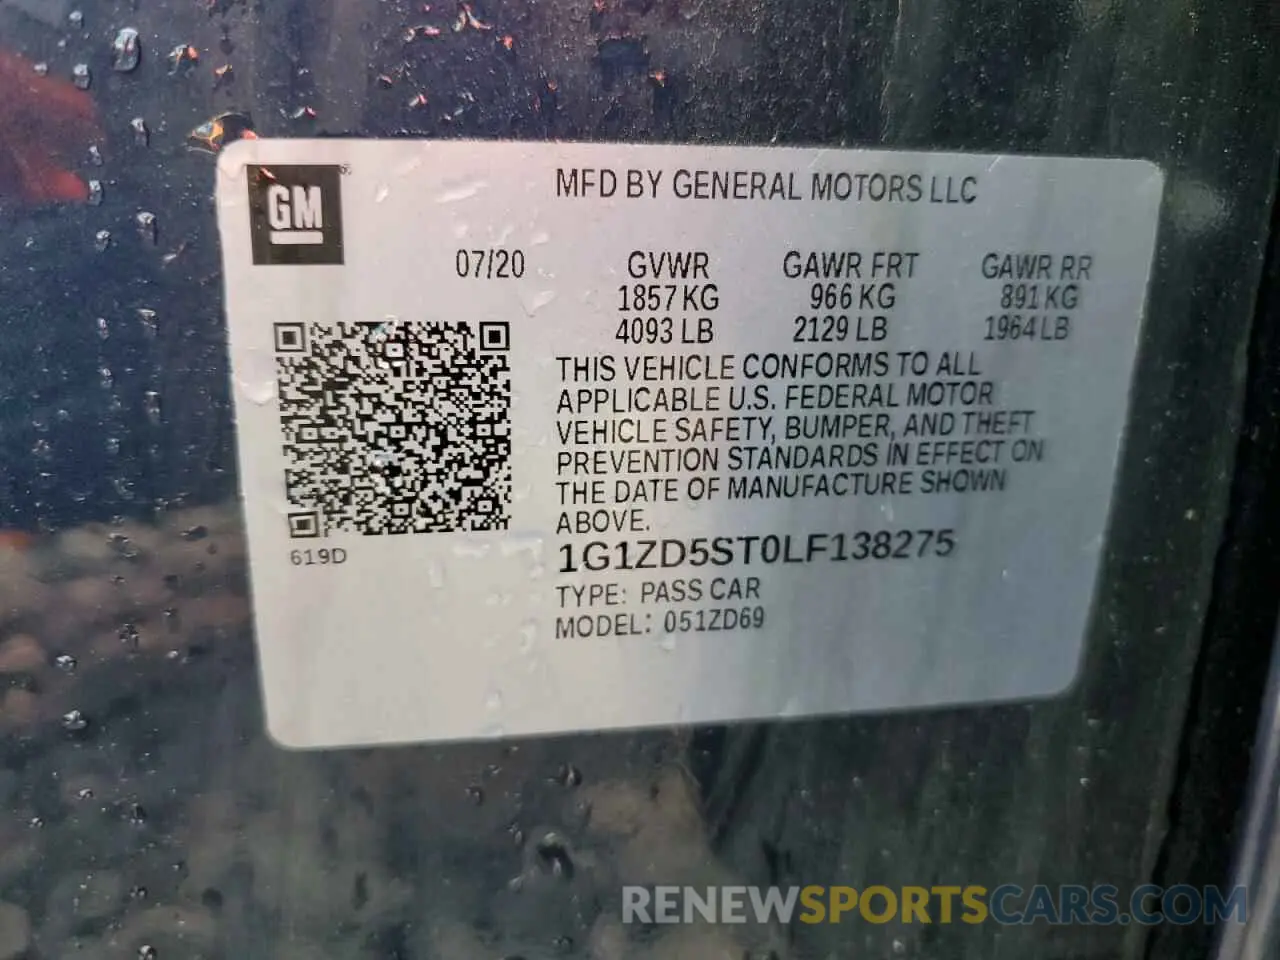 GM
MFD BY GENERAL MOTORS LLC
07/20 GVWR GAWR FRT GAWR RR
1857 KG 966 KG 891 KG
4093 LB 2129 LB 1964 LB
THIS VEHICLE CONFORMS TO ALL
APPLICABLE U.S. FEDERAL MOTOR
VEHICLE SAFETY, BUMPER, AND THEFT
PREVENTION STANDARDS IN EFFECT ON
THE DATE OF MANUFACTURE SHOWN
ABOVE.
619D
1G1ZD5ST0LF138275
TYPE: PASS CAR
MODEL: 051ZD69
RENEWSPORTSCARS.COM